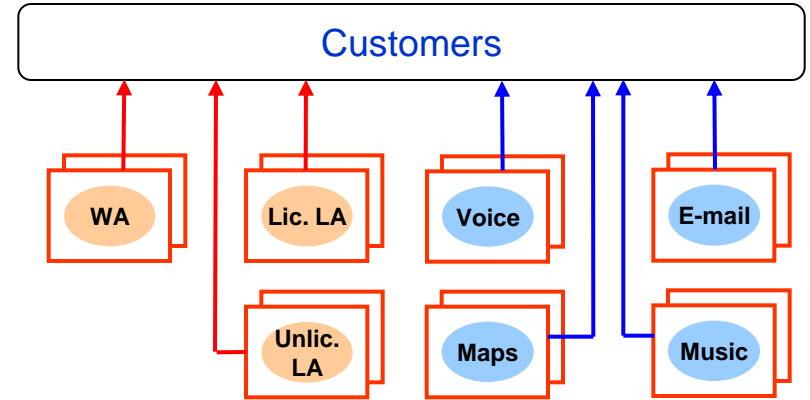 Customers
WA
Lic. LA
Voice
E-mail
Unlic.
LA
Maps
Music